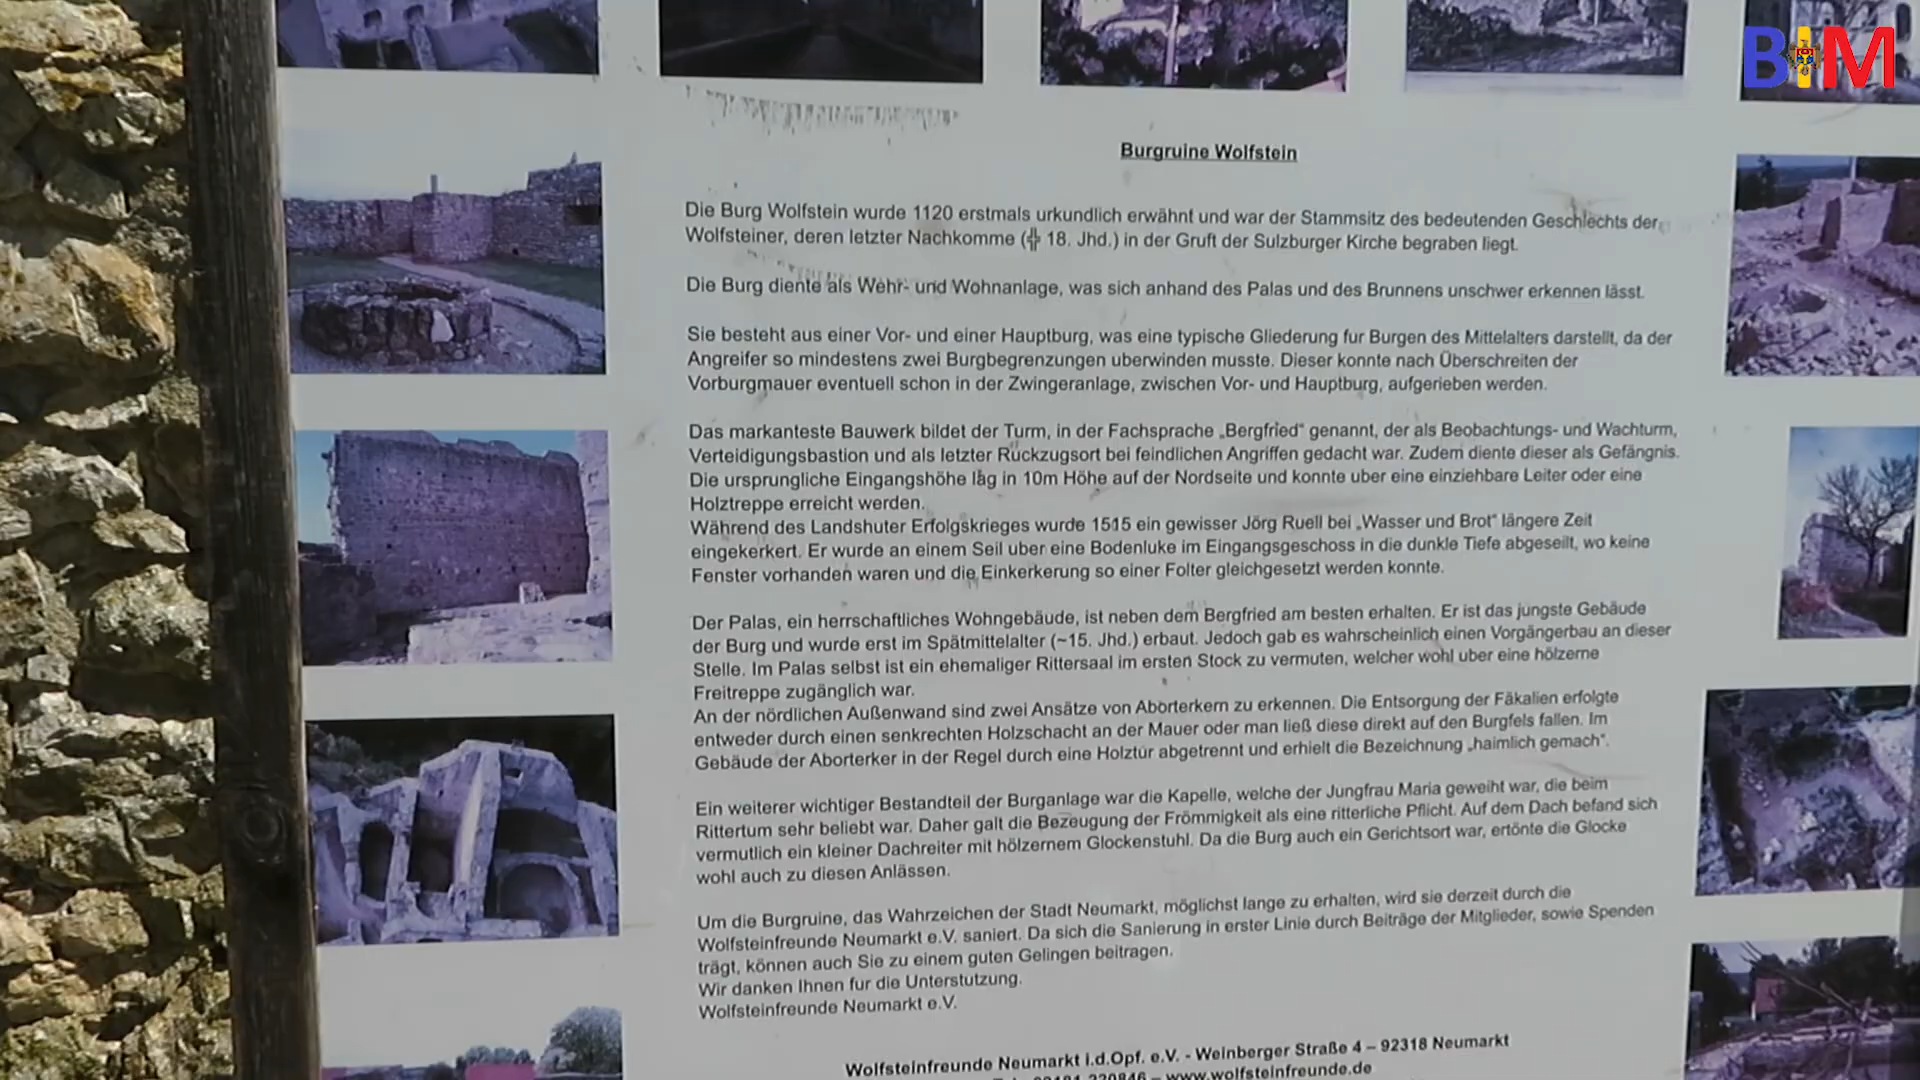 BIM
Burgruine Wolfstein
Die Burg Wolfstein wurde 1120 erstmals urkundlich erwähnt und war der Stammsitz des bedeutenden Geschlechts der
Wolfsteiner, deren letzter Nachkomme (╬ 18. Jhd.) in der Gruft der Sulzburger Kirche begraben liegt.
Die Burg diente als Wehr- und Wohnanlage, was sich anhand des Palas und des Brunnens unschwer erkennen lässt.
Sie besteht aus einer Vor- und einer Hauptburg, was eine typische Gliederung fur Burgen des Mittelalters darstellt, da der
Angreifer so mindestens zwei Burgbegrenzungen uberwinden musste. Dieser konnte nach Überschreiten der
Vorburgmauer eventuell schon in der Zwingeranlage, zwischen Vor- und Hauptburg, aufgerieben werden.
Das markanteste Bauwerk bildet der Turm, in der Fachsprache „Bergfried“ genannt, der als Beobachtungs- und Wachturm,
Verteidigungsbastion und als letzter Rückzugsort bei feindlichen Angriffen gedacht war. Zudem diente dieser als Gefängnis.
Die ursprungliche Eingangshöhe lag in 10m Höhe auf der Nordseite und konnte uber eine einziehbare Leiter oder eine
Holztreppe erreicht werden.
Während des Landshuter Erfolgskrieges wurde 1515 ein gewisser Jörg Ruell bei „Wasser und Brot“ längere Zeit
eingekerkert. Er wurde an einem Seil uber eine Bodenluke im Eingangsgeschoss in die dunkle Tiefe abgeseilt, wo keine
Fenster vorhanden waren und die Einkerkerung so einer Folter gleichgesetzt werden konnte.
Der Palas, ein herrschaftliches Wohngebäude, ist neben dem Bergfried am besten erhalten. Er ist das jungste Gebäude
der Burg und wurde erst im Spätmittelalter (~15. Jhd.) erbaut. Jedoch gab es wahrscheinlich einen Vorgängerbau an dieser
Stelle. Im Palas selbst ist ein ehemaliger Rittersaal im ersten Stock zu vermuten, welcher wohl uber eine hölzerne
Freitreppe zugänglich war.
An der nördlichen Außenwand sind zwei Ansätze von Aborterkern zu erkennen. Die Entsorgung der Fäkalien erfolgte
entweder durch einen senkrechten Holzschacht an der Mauer oder man ließ diese direkt auf den Burgfels fallen. Im
Gebäude der Aborterker in der Regel durch eine Holztür abgetrennt und erhielt die Bezeichnung „haimlich gemach“.
Ein weiterer wichtiger Bestandteil der Burganlage war die Kapelle, welche der Jungfrau Maria geweiht war, die beim
Rittertum sehr beliebt war. Daher galt die Bezeugung der Frömmigkeit als eine ritterliche Pflicht. Auf dem Dach befand sich
vermutlich ein kleiner Dachreiter mit hölzernem Glockenstuhl. Da die Burg auch ein Gerichtsort war, ertönte die Glocke
wohl auch zu diesen Anlässen.
Um die Burgruine, das Wahrzeichen der Stadt Neumarkt, möglichst lange zu erhalten, wird sie derzeit durch die
Wolfsteinfreunde Neumarkt e.V. saniert. Da sich die Sanierung in erster Linie durch Beiträge der Mitglieder, sowie Spenden
trägt, können auch Sie zu einem guten Gelingen beitragen.
Wir danken Ihnen fur die Unterstutzung.
Wolfsteinfreunde Neumarkt e.V.
Wolfsteinfreunde Neumarkt i.d.Opf. e.V. - Weinberger Straße 4 – 92318 Neumarkt
www.wolfsteinfreunde.de